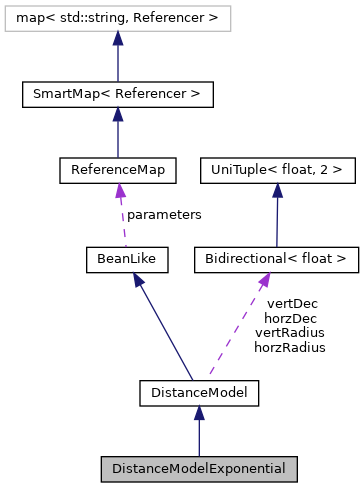 map< std::string, Referencer >
SmartMap< Referencer >
ReferenceMap
UniTuple< float, 2 >
parameters
BeanLike
Bidirectional< float >
vertDec
horzDec
vertRadius
horzRadius
DistanceModel
DistanceModelExponential